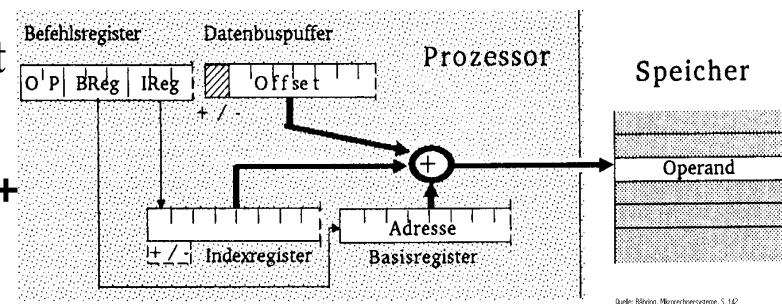 t
Befehlsregister
Datenbuspuffer
Prozessor
Speicher
OP BReg IReg
Offset
+ / -
+
+
Operand
Adresse
+ / -
Indexregister
Basisregister
Quelle: Bähring, Mikrorechnersysteme, S. 142